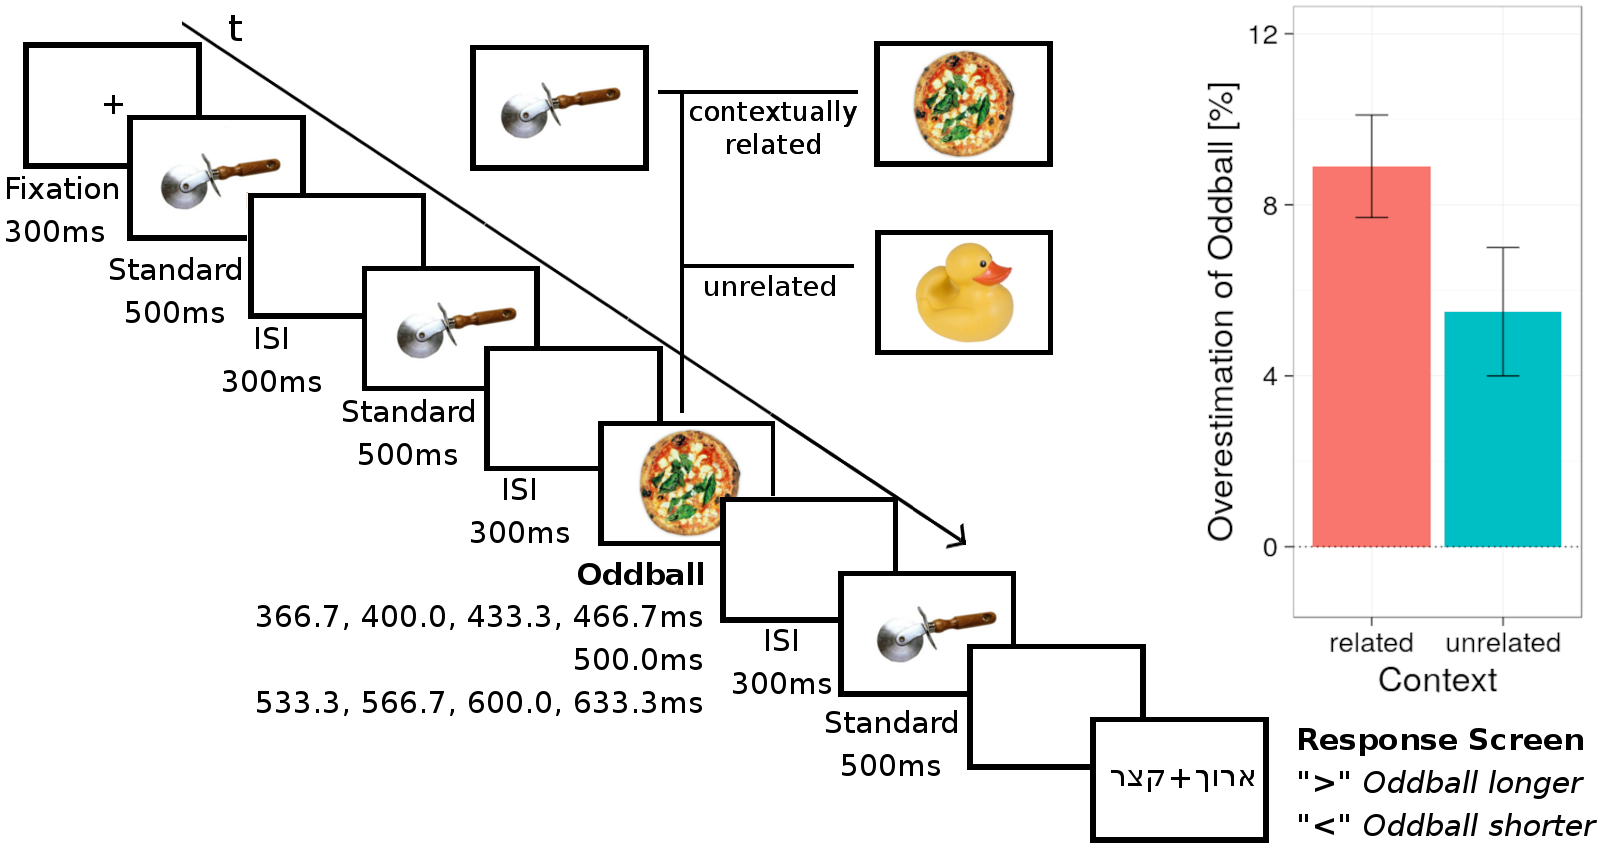 t
+
Fixation
300ms
Standard
500ms
ISI
300ms
Standard
500ms
ISI
300ms
Oddball
366.7, 400.0, 433.3, 466.7ms
500.0ms
533.3, 566.7, 600.0, 633.3ms
ISI
300ms
Standard
500ms
ארוך+קצר
contextually
related
unrelated
Overestimation of Oddball [%]
12
8
4
0
related unrelated
Context
Response Screen
">" Oddball longer
"<" Oddball shorter